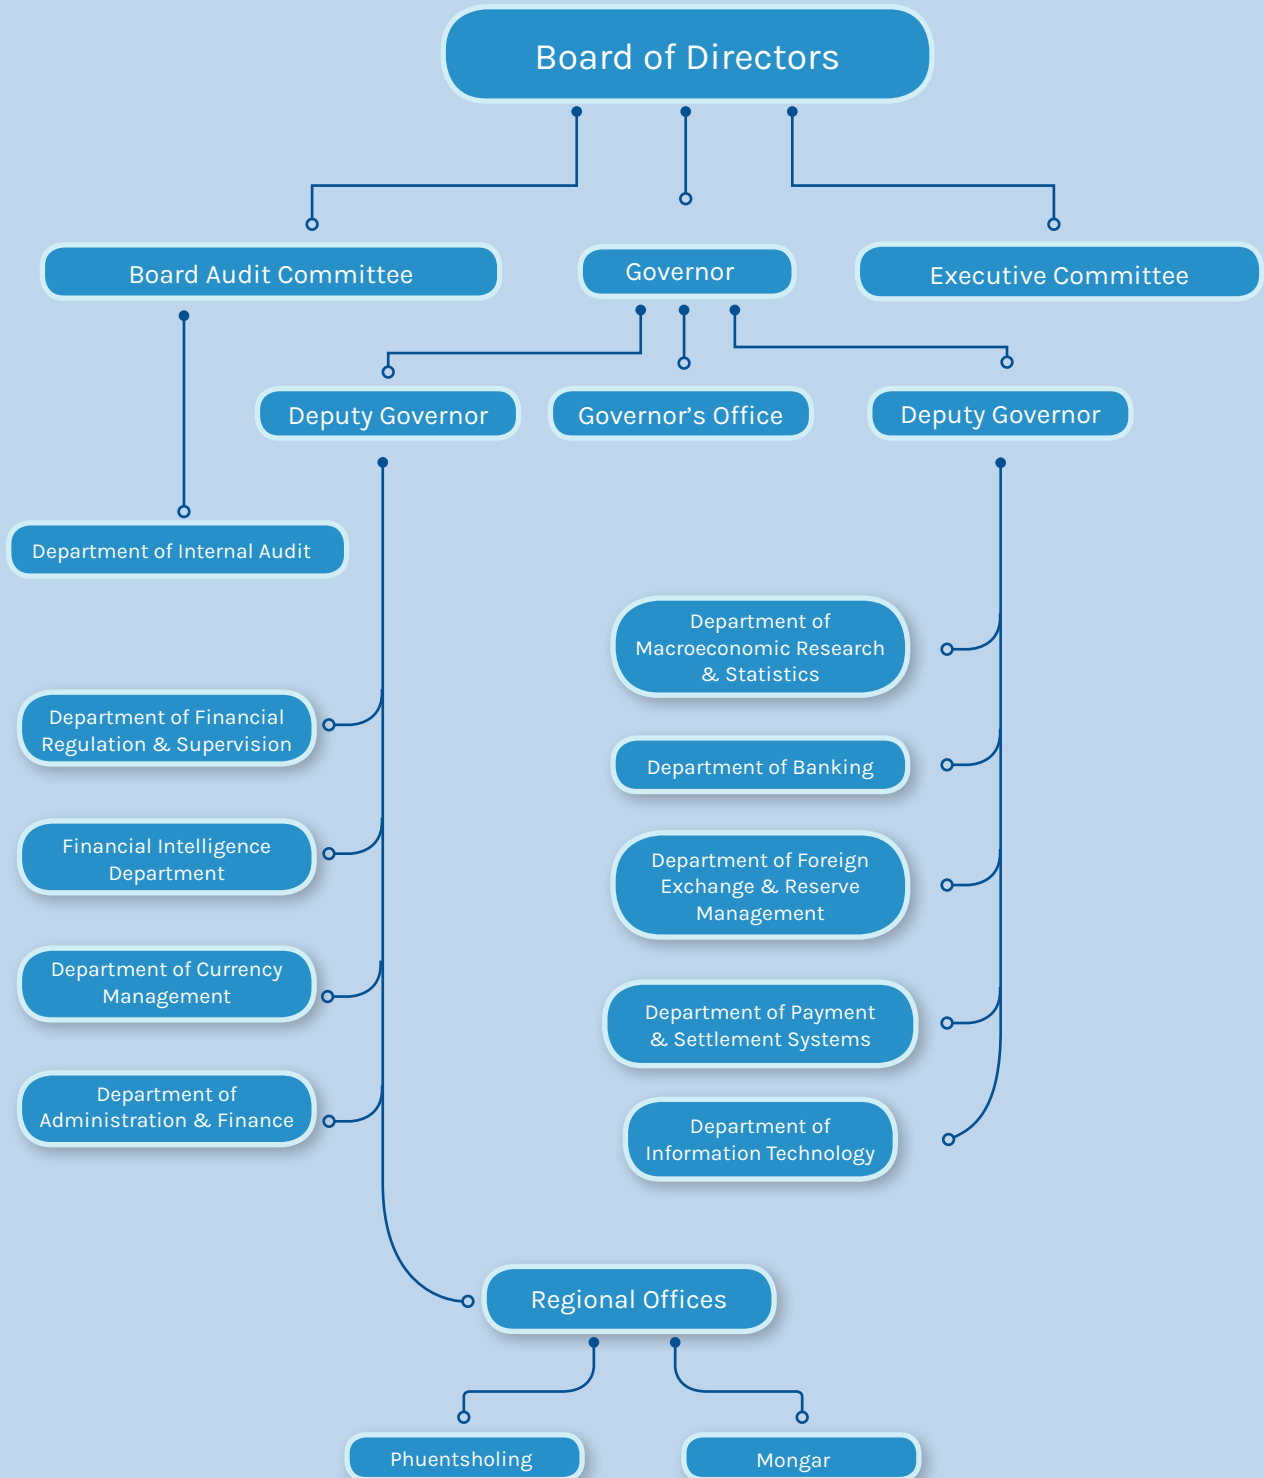 Board of Directors
Board Audit Committee
Governor
Executive Committee
Deputy Governor
Governor’s Office
Deputy Governor
Department of Internal Audit
Department of Financial
Regulation & Supervision
Financial Intelligence
Department
Department of Currency
Management
Department of
Administration & Finance
Department of
Macroeconomic Research
& Statistics
Department of Banking
Department of Foreign
Exchange & Reserve
Management
Department of Payment
& Settlement Systems
Department of
Information Technology
Regional Offices
Phuentsholing
Mongar